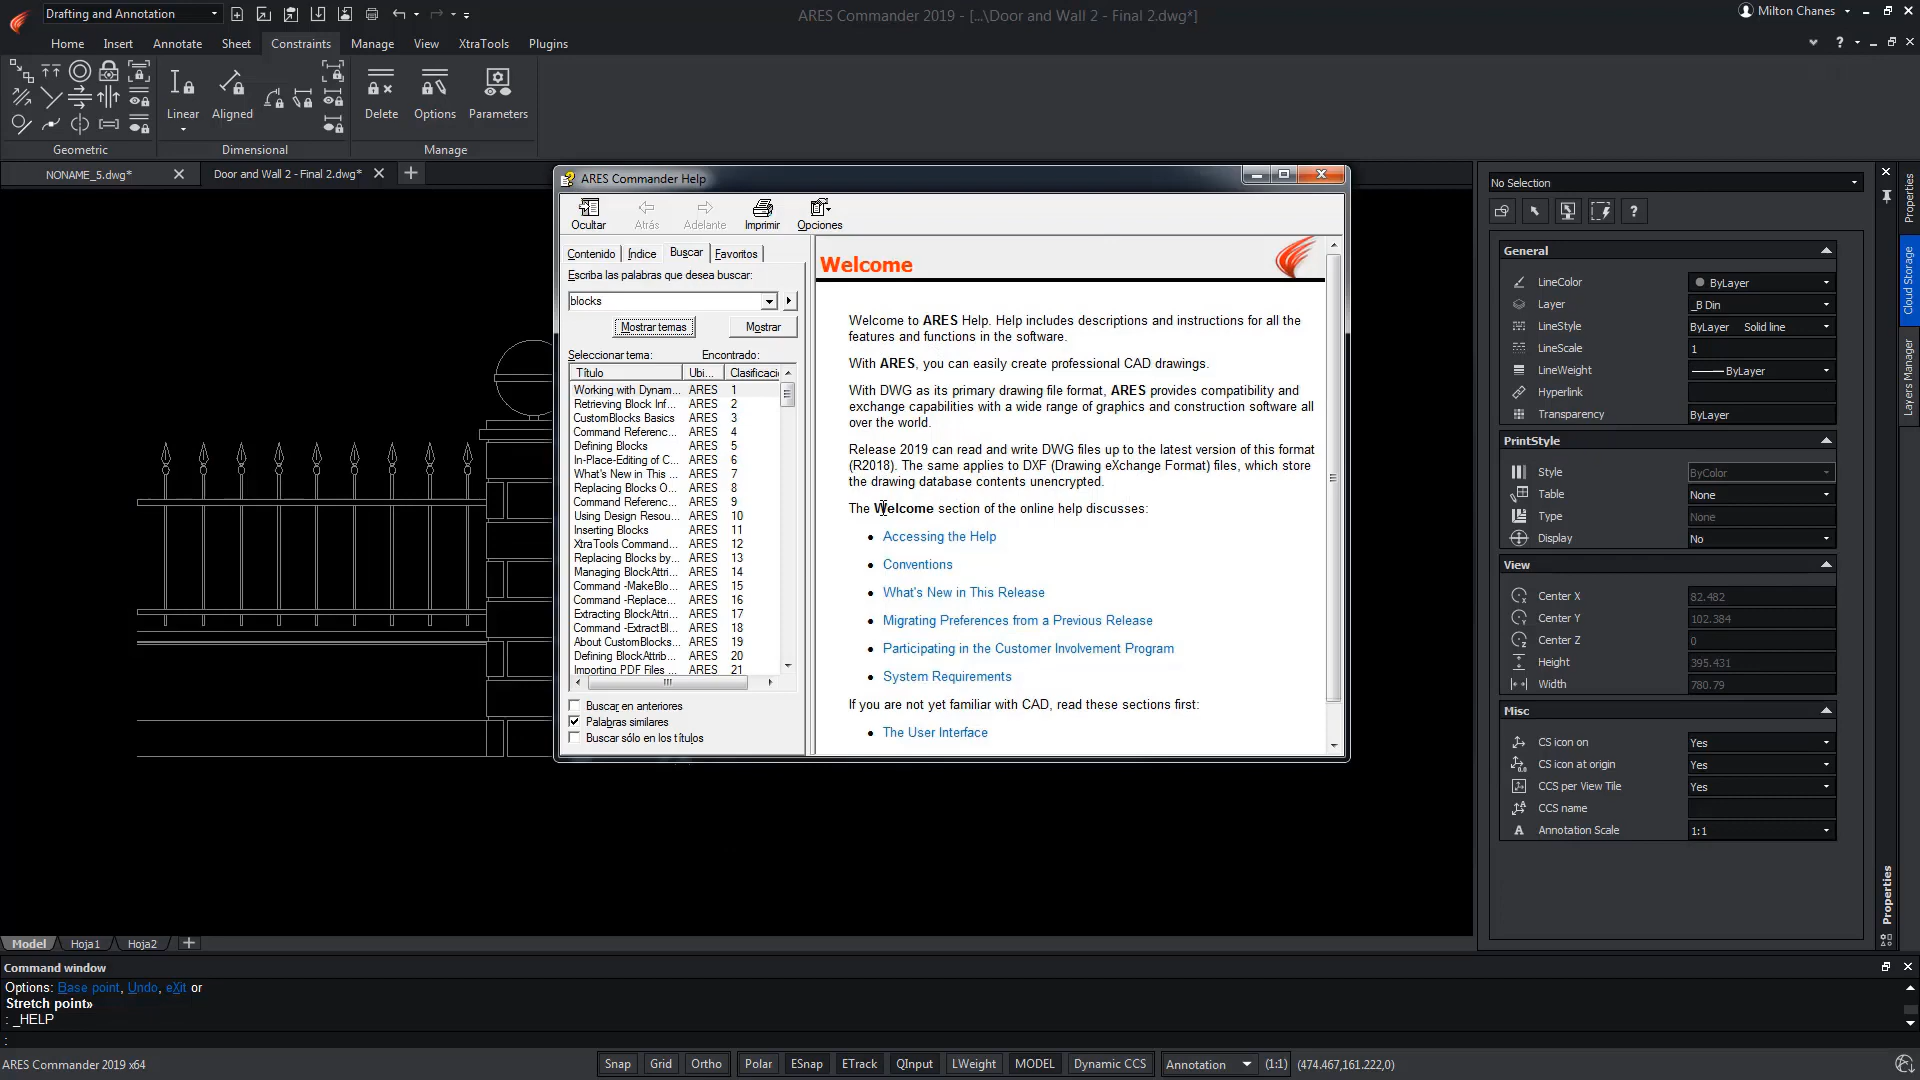 Drafting and Annotation
ARES Commander 2019 - [...\Door and Wall 2 - Final 2.dwg*]
Milton Chanes
Home Insert Annotate Sheet Constraints Manage View XtraTools Plugins
Linear Aligned Delete Options Parameters
Geometric Dimensional Manage
NONAME_5.dwg* Door and Wall 2 - Final 2.dwg*
ARES Commander Help
Ocultar Atrás Adelante Imprimir Opciones
Contenido Índice Buscar Favoritos
Escriba las palabras que desea buscar:
blocks
Mostrar temas Mostrar
Seleccionar tema: Encontrado:
Título Ubi... Clasificaci
Working with Dynam... ARES 1
Retrieving Block Inf... ARES 2
CustomBlocks Basics ARES 3
Command Referenc... ARES 4
Defining Blocks ARES 5
In-Place-Editing of C... ARES 6
What's New in This ... ARES 7
Replacing Blocks O... ARES 8
Command Referenc... ARES 9
Using Design Resou... ARES 10
Inserting Blocks ARES 11
XtraTools Command... ARES 12
Replacing Blocks by... ARES 13
Managing BlockAttri... ARES 14
Command -MakeBlo... ARES 15
Command -Replace... ARES 16
Extracting BlockAttri... ARES 17
Command -ExtractBl... ARES 18
About CustomBlocks... ARES 19
Defining BlockAttrib... ARES 20
Importing PDF Files ... ARES 21
Buscar en anteriores
Palabras similares
Buscar sólo en los títulos
Welcome
Welcome to ARES Help. Help includes descriptions and instructions for all the
features and functions in the software.
With ARES, you can easily create professional CAD drawings.
With DWG as its primary drawing file format, ARES provides compatibility and
exchange capabilities with a wide range of graphics and construction software all
over the world.
Release 2019 can read and write DWG files up to the latest version of this format
(R2018). The same applies to DXF (Drawing eXchange Format) files, which store
the drawing database contents unencrypted.
The Welcome section of the online help discusses:
Accessing the Help
Conventions
What's New in This Release
Migrating Preferences from a Previous Release
Participating in the Customer Involvement Program
System Requirements
If you are not yet familiar with CAD, read these sections first:
The User Interface
No Selection
General
LineColor ByLayer
Layer _B Din
LineStyle ByLayer Solid line
LineScale 1
LineWeight ByLayer
Hyperlink
Transparency ByLayer
PrintStyle
Style ByColor
Table None
Type None
Display No
View
Center X 82.482
Center Y 102.384
Center Z 0
Height 395.431
Width 780.79
Misc
CS icon on Yes
CS icon at origin Yes
CCS per View Tile Yes
CCS name
Annotation Scale 1:1
Properties
Cloud Storage
Layers Manager
Properties
Model Hoja1 Hoja2
Command window
Options: Base point, Undo, eXit or
Stretch point»
: _HELP
:
ARES Commander 2019 x64
Snap Grid Ortho Polar ESnap ETrack QInput LWeight MODEL Dynamic CCS Annotation (1:1) (474.467,161.222,0)